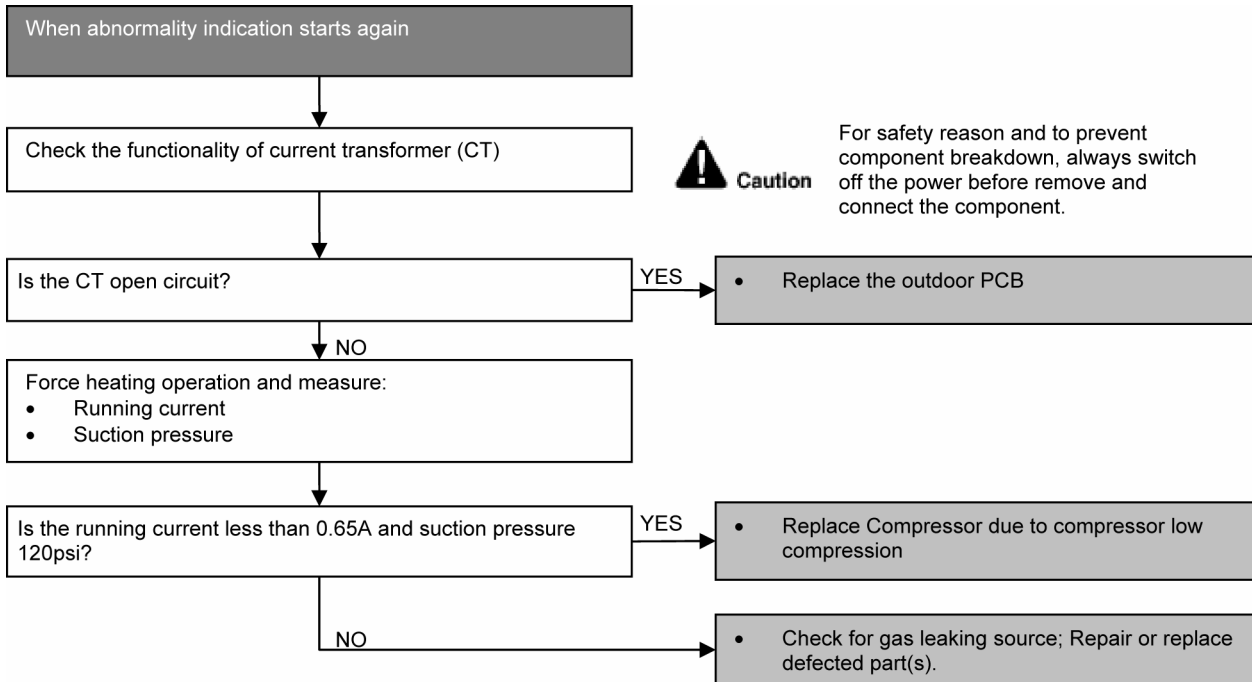 When abnormality indication starts again
Check the functionality of current transformer (CT)
Caution
For safety reason and to prevent
component breakdown, always switch
off the power before remove and
connect the component.
Is the CT open circuit?
YES
• Replace the outdoor PCB
NO
Force heating operation and measure:
• Running current
• Suction pressure
Is the running current less than 0.65A and suction pressure
120psi?
YES
• Replace Compressor due to compressor low
compression
NO
• Check for gas leaking source; Repair or replace
defected part(s).